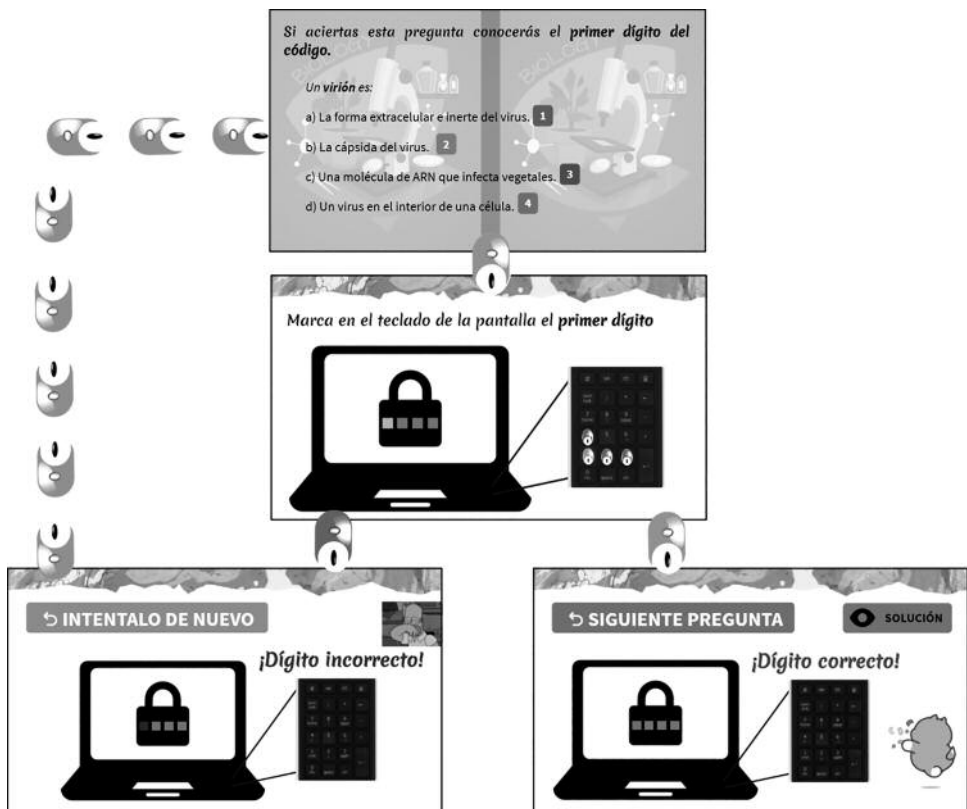 Si aciertas esta pregunta conocerás el primer dígito del
código.
Un virión es:
a) La forma extracelular e inerte del virus. 1
b) La cápsida del virus. 2
c) Una molécula de ARN que infecta vegetales. 3
d) Un virus en el interior de una célula. 4
Marca en el teclado de la pantalla el primer dígito
INTENTALO DE NUEVO
¡Dígito incorrecto!
SIGUIENTE PREGUNTA
SOLUCIÓN
¡Dígito correcto!